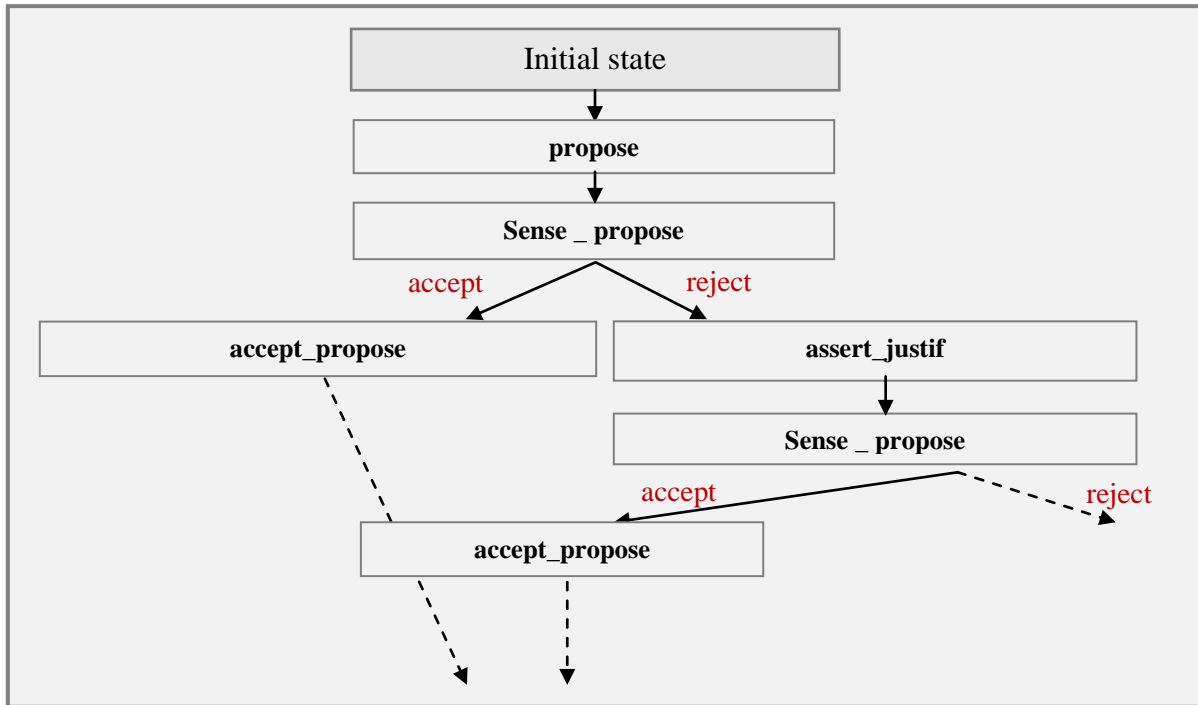 Initial state
propose
Sense _ propose
accept
reject
accept_propose
assert_justif
Sense _ propose
accept
reject
accept_propose